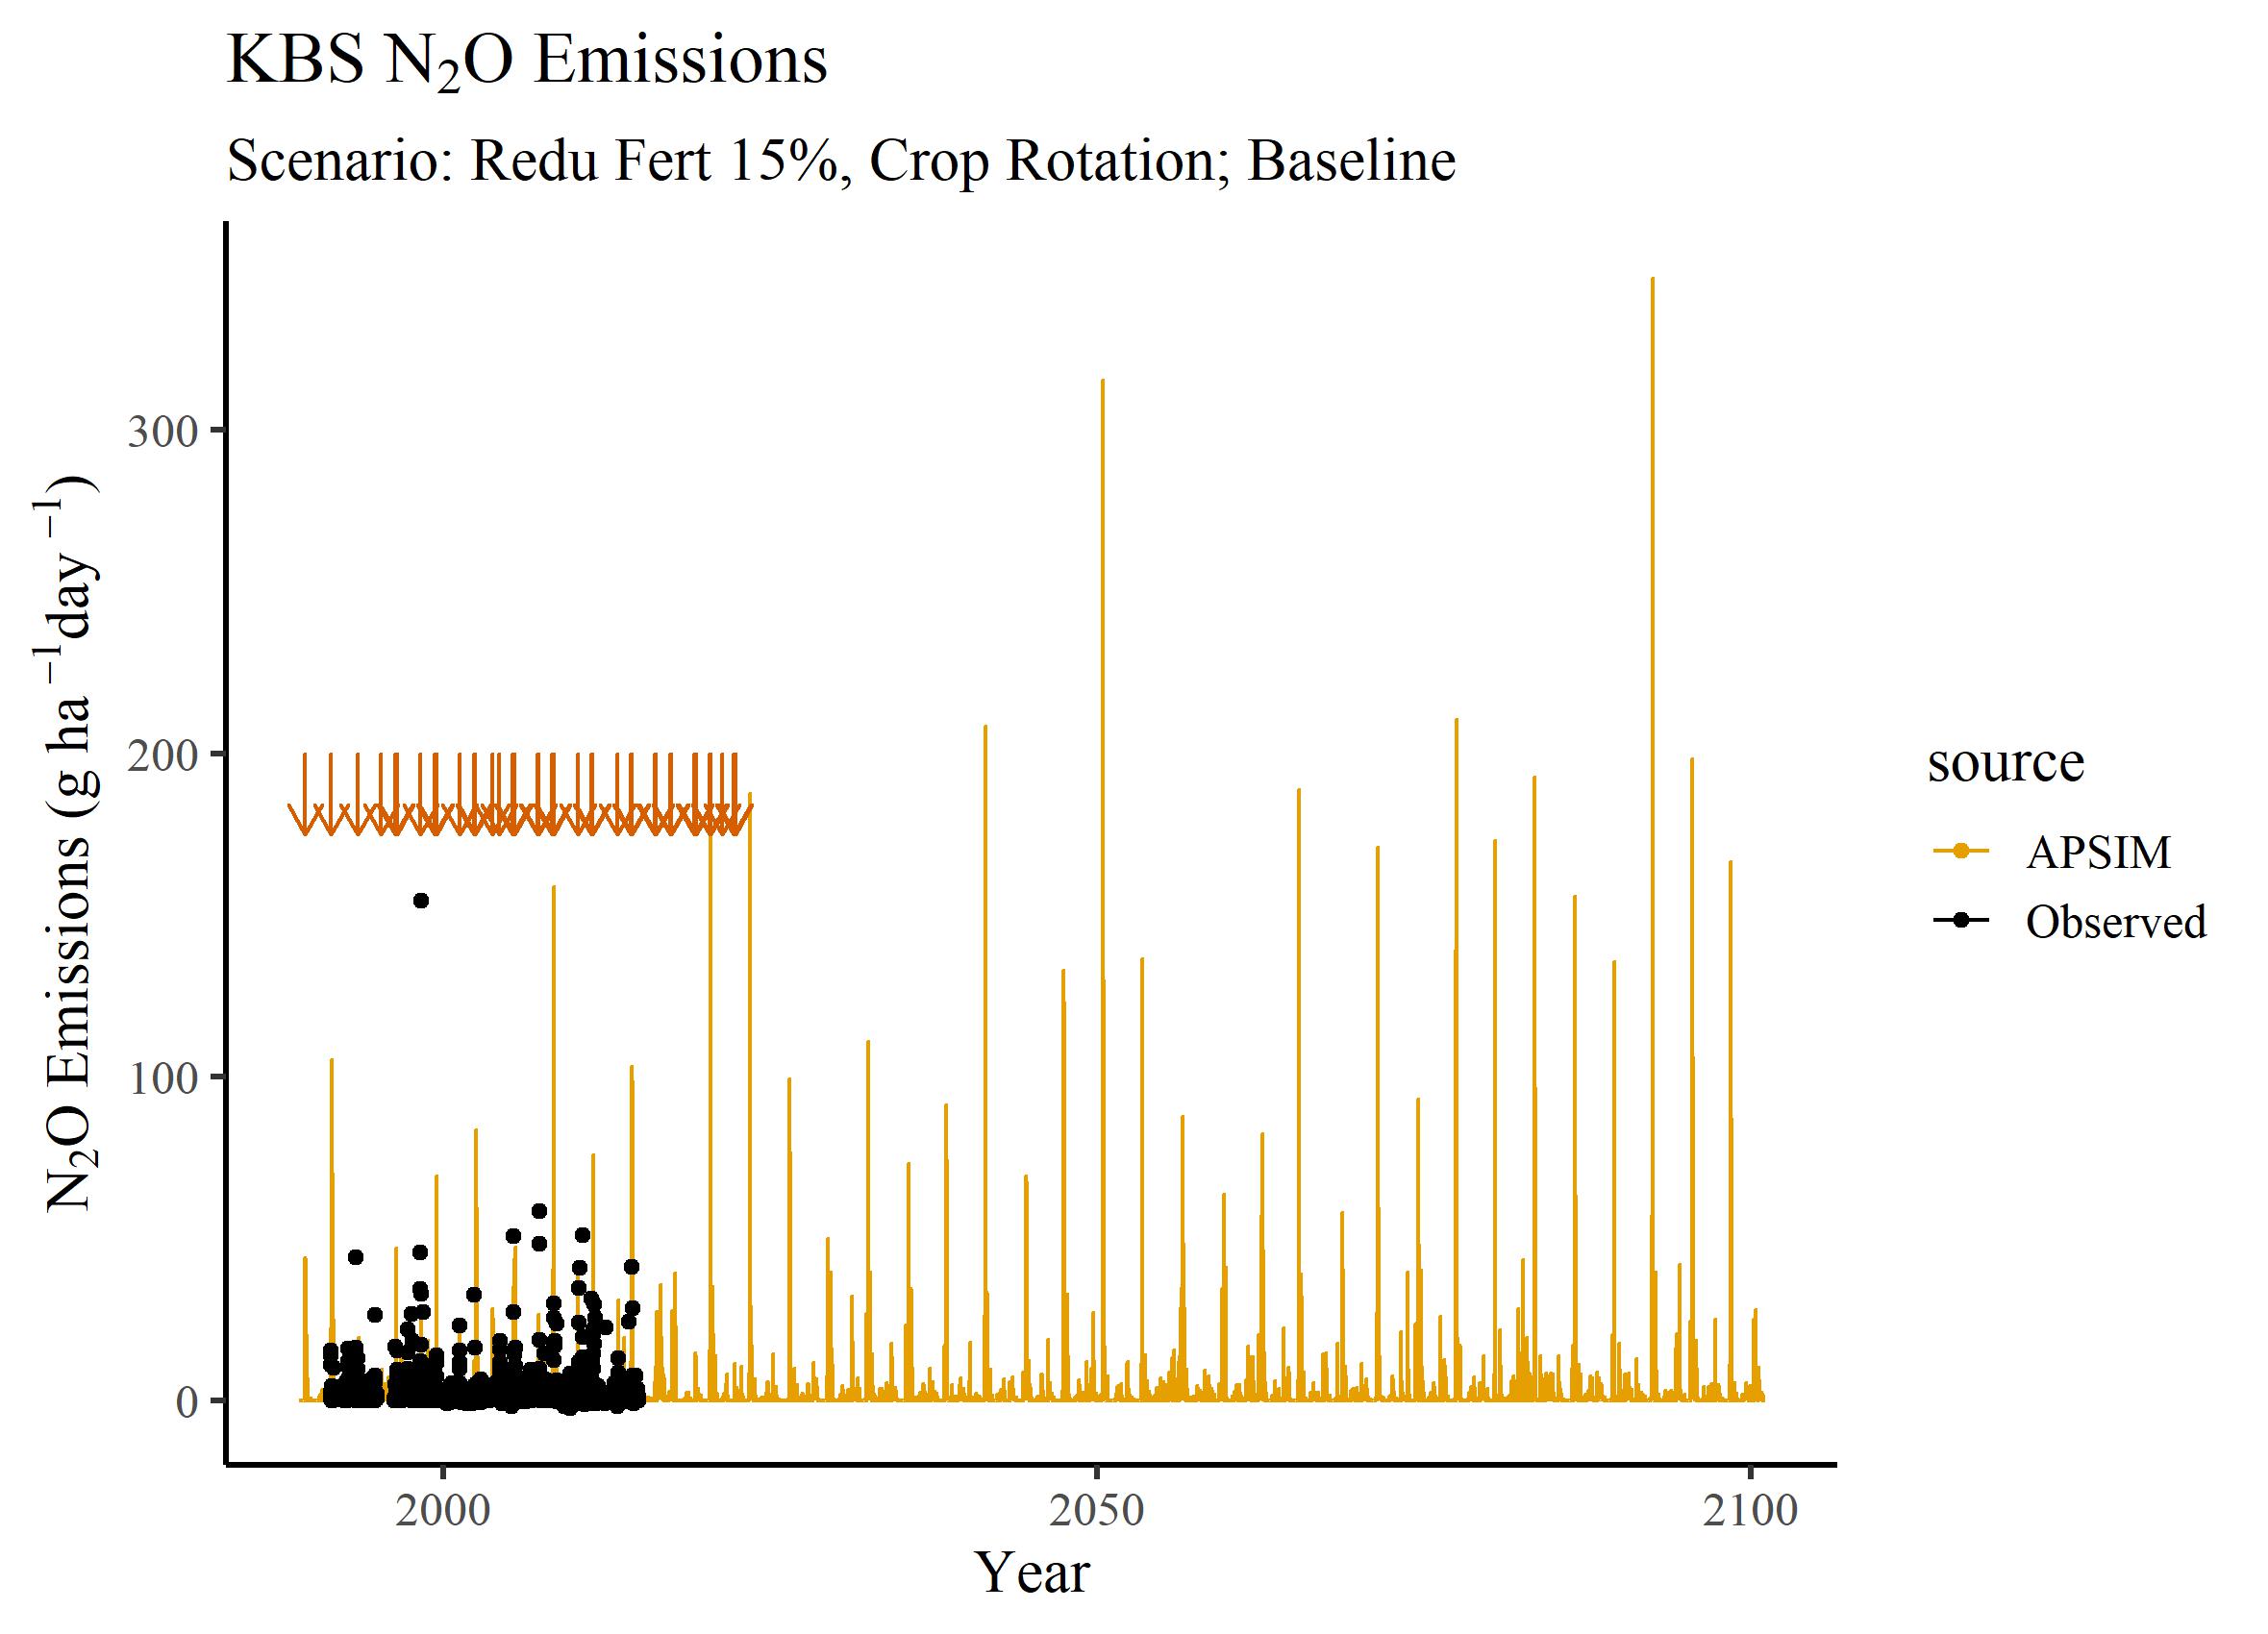 KBS N₂O Emissions
Scenario: Redu Fert 15%, Crop Rotation; Baseline
N₂O Emissions (g ha⁻¹day⁻¹)
300
200
100
0
2000
2050
2100
Year
source
APSIM
Observed